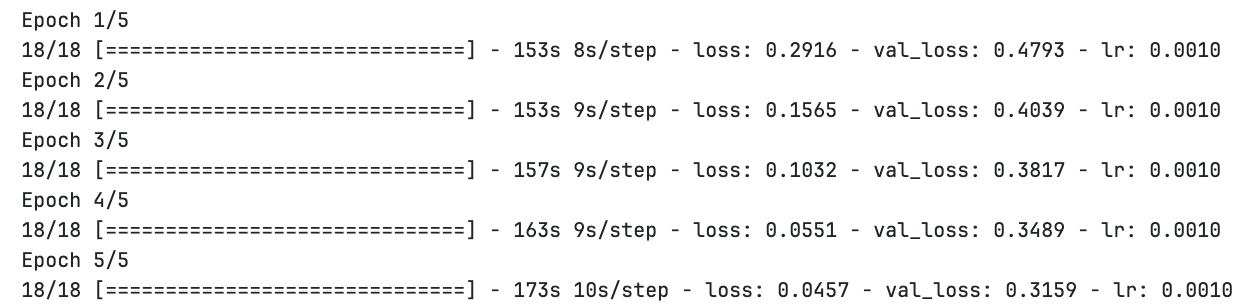 Epoch 1/5
18/18 [==============================] - 153s 8s/step - loss: 0.2916 - val_loss: 0.4793 - lr: 0.0010
Epoch 2/5
18/18 [==============================] - 153s 9s/step - loss: 0.1565 - val_loss: 0.4039 - lr: 0.0010
Epoch 3/5
18/18 [==============================] - 157s 9s/step - loss: 0.1032 - val_loss: 0.3817 - lr: 0.0010
Epoch 4/5
18/18 [==============================] - 163s 9s/step - loss: 0.0551 - val_loss: 0.3489 - lr: 0.0010
Epoch 5/5
18/18 [==============================] - 173s 10s/step - loss: 0.0457 - val_loss: 0.3159 - lr: 0.0010